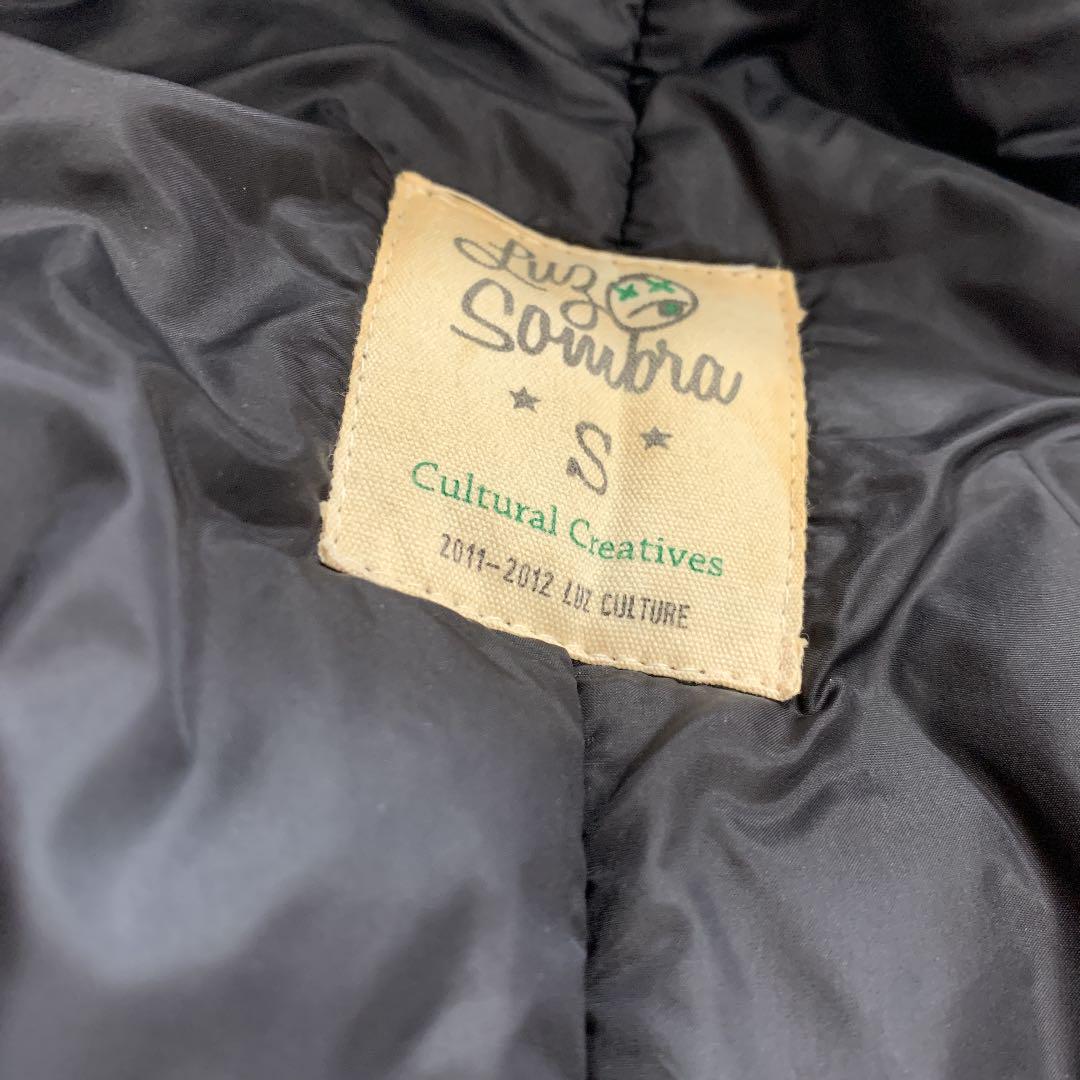 Luz
Sombra
S
Cultural Creatives
2011-2012 LUZ CULTURE